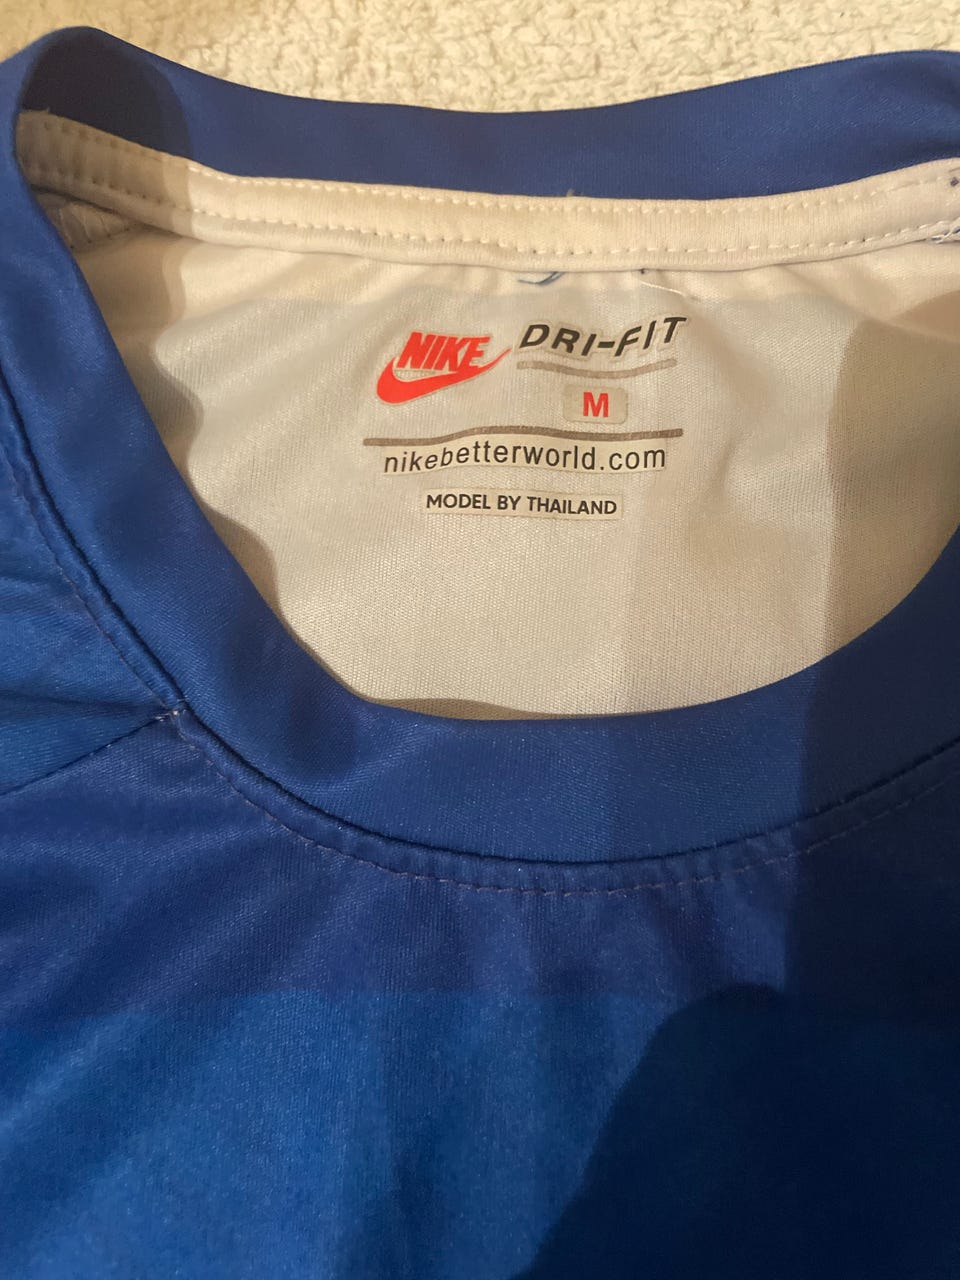 NIKE DRI-FIT
M
nikebetterworld.com
MODEL BY THAILAND